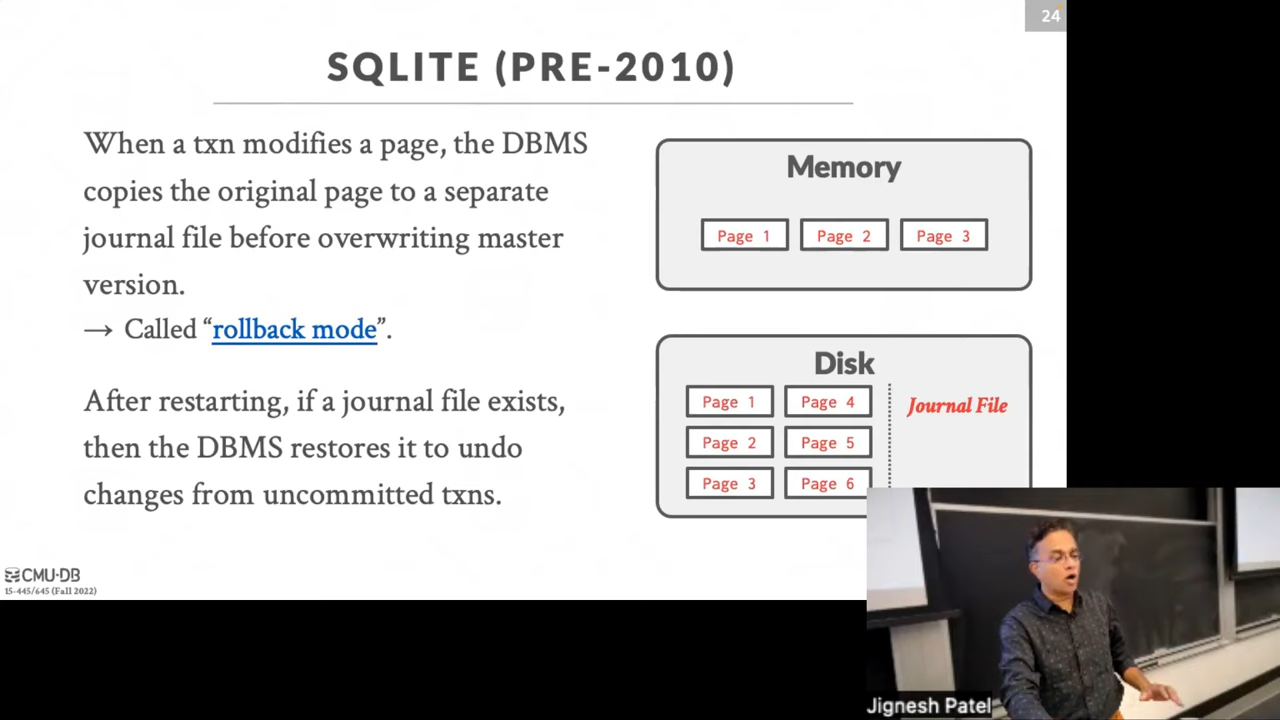 24
SQLITE (PRE-2010)
When a txn modifies a page, the DBMS
copies the original page to a separate
journal file before overwriting master
version.
→ Called “rollback mode”.
After restarting, if a journal file exists,
then the DBMS restores it to undo
changes from uncommitted txns.
Memory
Page 1 Page 2 Page 3
Disk
Page 1 Page 4
Page 2 Page 5
Page 3 Page 6
Journal File
CMU·DB
15-445/645 (Fall 2022)
Jignesh Patel